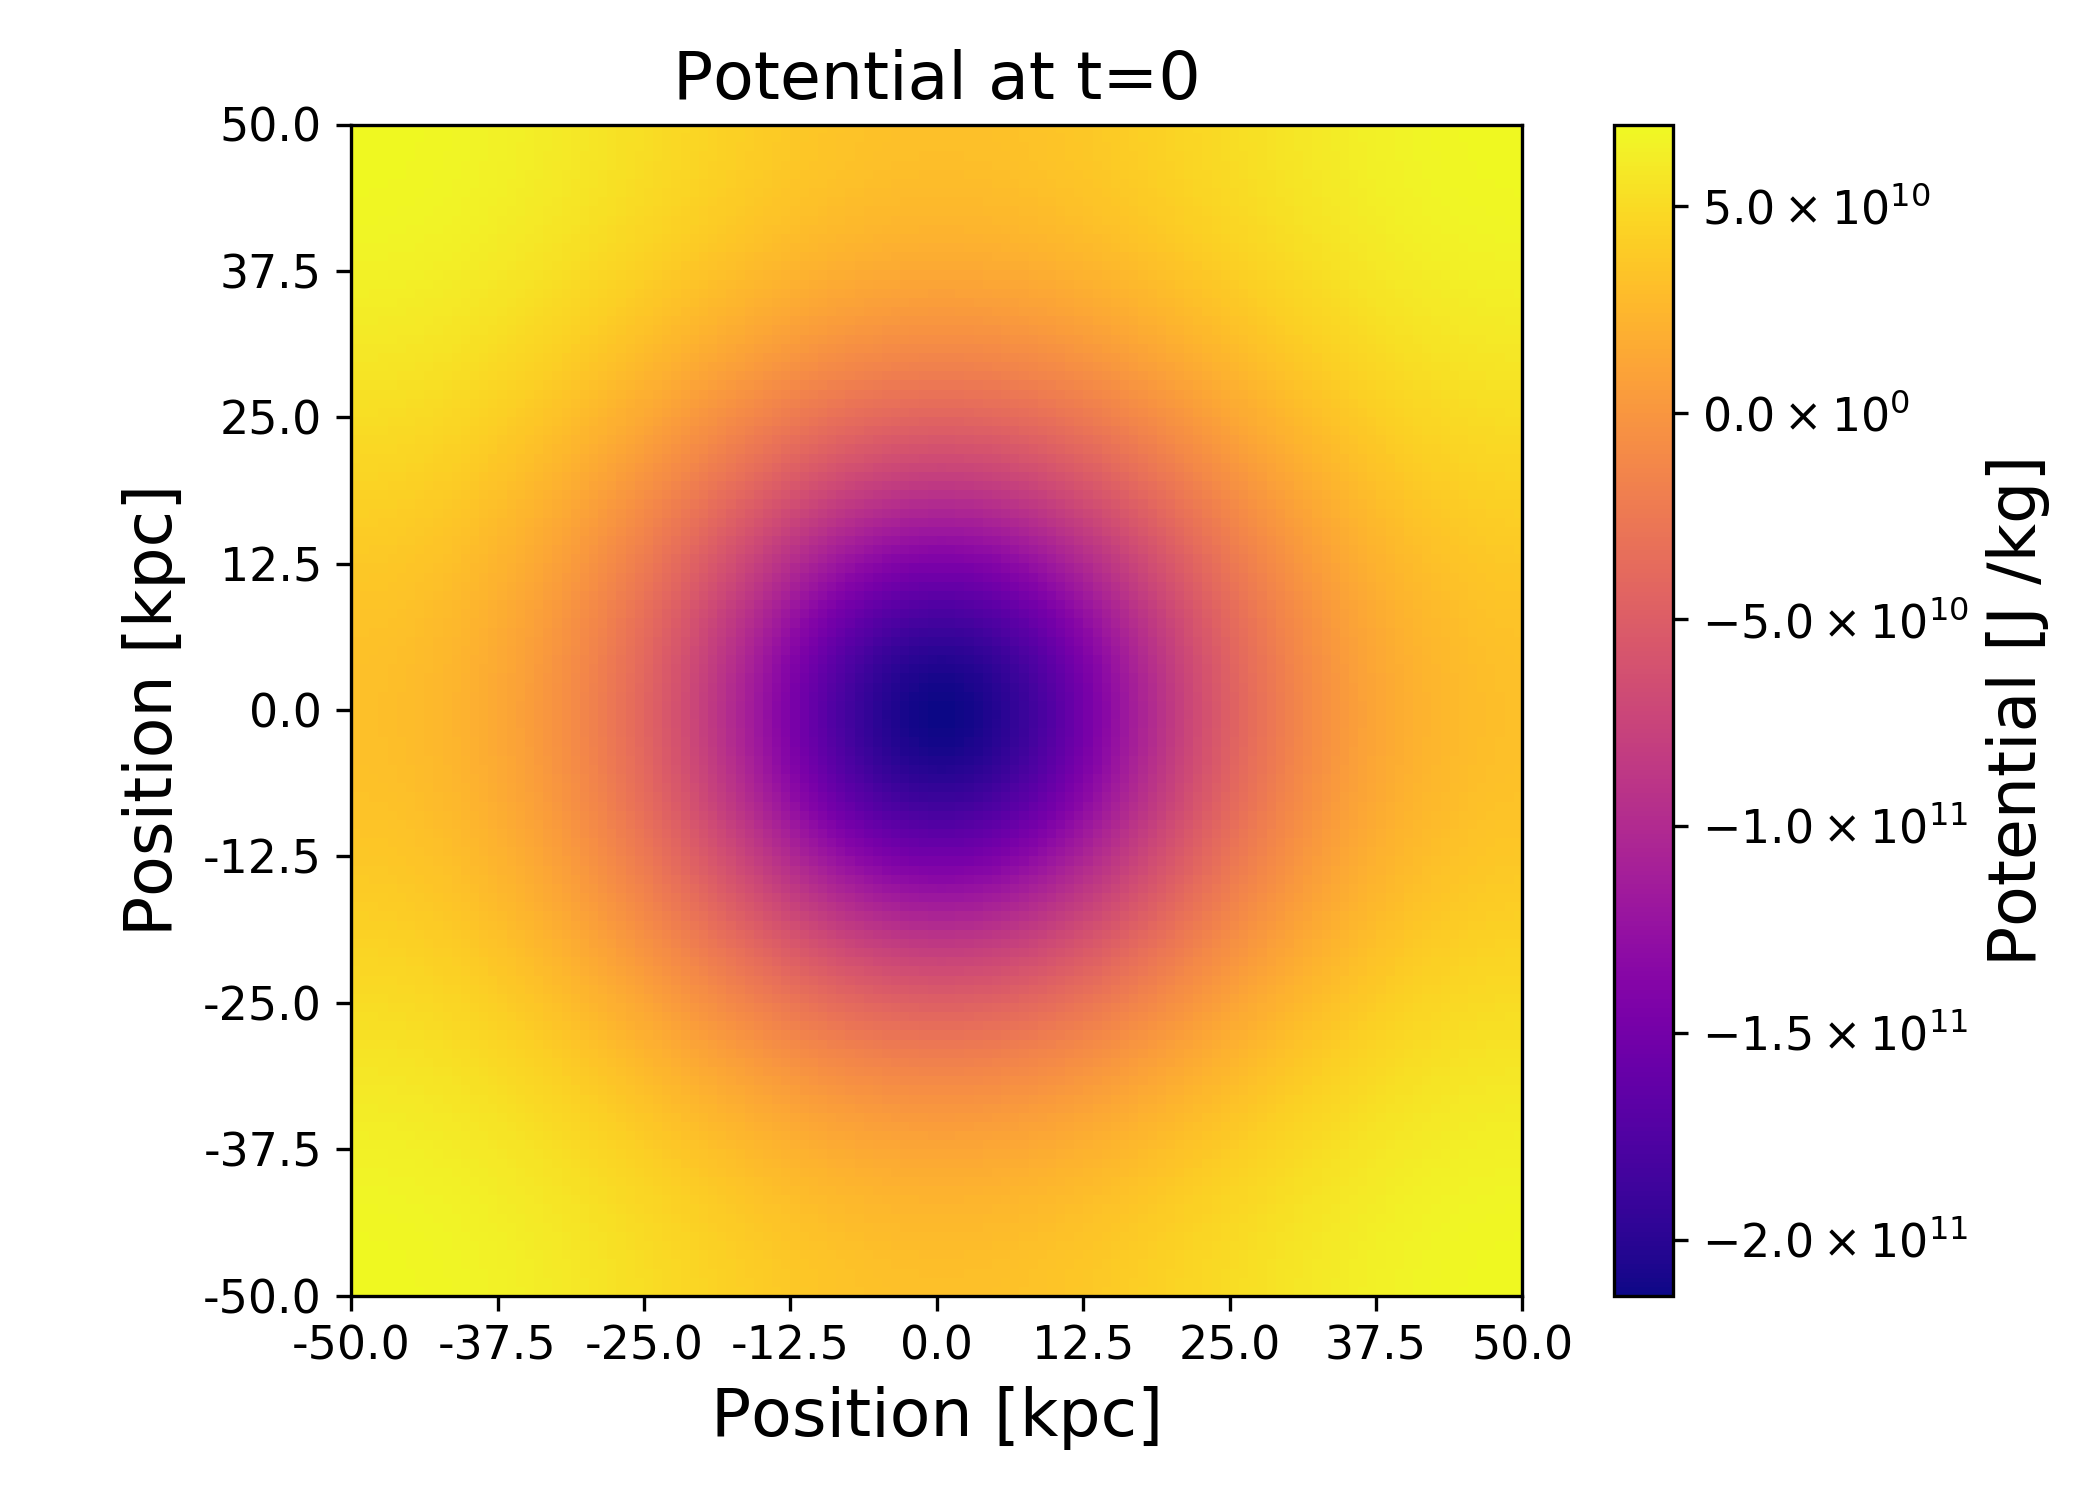 Potential at t=0
50.0
37.5
25.0
12.5
0.0
-12.5
-25.0
-37.5
-50.0
Position [kpc]
-50.0 -37.5 -25.0 -12.5 0.0 12.5 25.0 37.5 50.0
Position [kpc]
5.0 × 10¹⁰
0.0 × 10⁰
−5.0 × 10¹⁰
−1.0 × 10¹¹
−1.5 × 10¹¹
−2.0 × 10¹¹
Potential [J /kg]